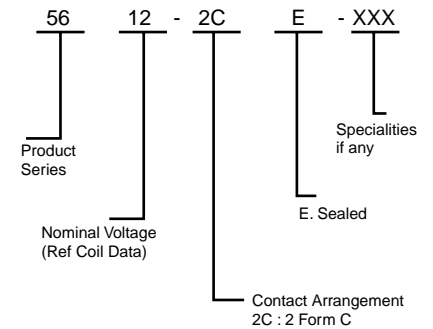 56 12 - 2C E - XXX
Specialities
if any
Product
Series
E. Sealed
Nominal Voltage
(Ref Coil Data)
Contact Arrangement
2C : 2 Form C